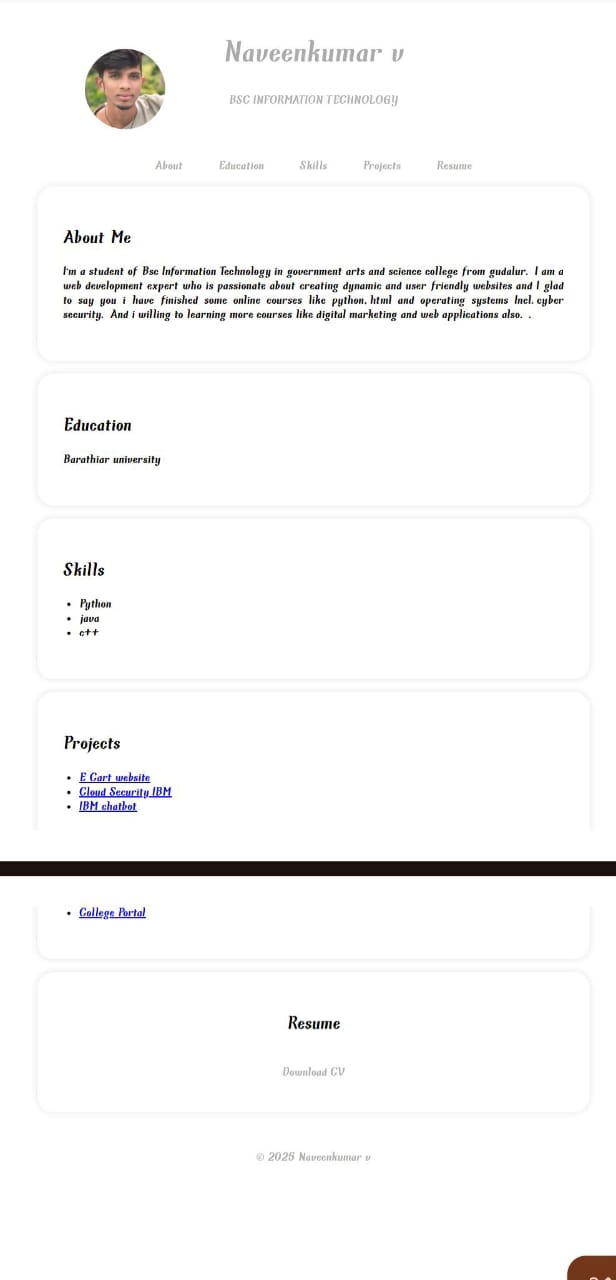 Naveenkumar v
BSC INFORMATION TECHNOLOGY
About Education Skills Projects Resume
About Me
I'm a student of Bsc Information Technology in government arts and science college from gudalur. I am a
web development expert who is passionate about creating dynamic and user friendly websites and I glad
to say you i have finished some online courses like python, html and operating systems Incl. cyber
security. And i willing to learning more courses like digital marketing and web applications also. .
Education
Barathiar university
Skills
• Python
• java
• c++
Projects
• E Cart website
• Cloud Security IBM
• IBM chatbot
• College Portal
Resume
Download CV
© 2025 Naveenkumar v